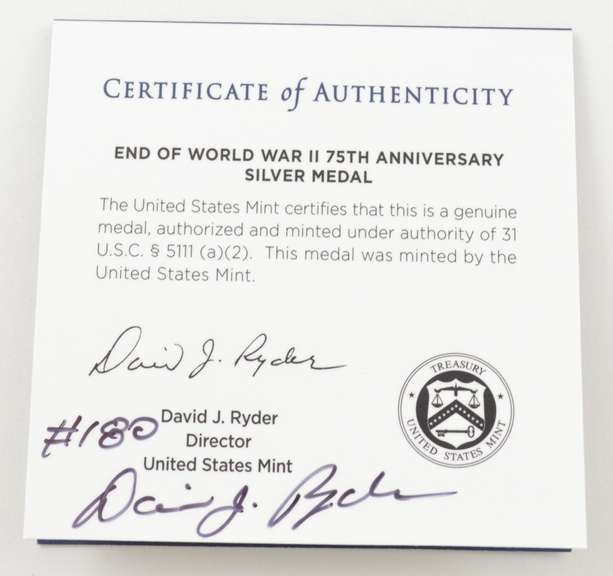 CERTIFICATE of AUTHENTICITY
END OF WORLD WAR II 75TH ANNIVERSARY
SILVER MEDAL
The United States Mint certifies that this is a genuine
medal, authorized and minted under authority of 31
U.S.C. § 5111 (a)(2). This medal was minted by the
United States Mint.
David J. Ryder
TREASURY
UNITED STATES MINT
#180
David J. Ryder
Director
United States Mint
David J. Ryder